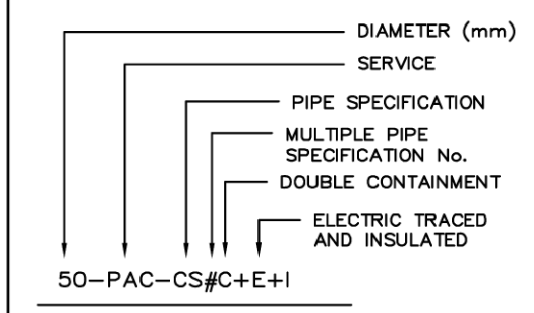 DIAMETER (mm)
SERVICE
PIPE SPECIFICATION
MULTIPLE PIPE
SPECIFICATION No.
DOUBLE CONTAINMENT
ELECTRIC TRACED
AND INSULATED
50-PAC-CS#C+E+I